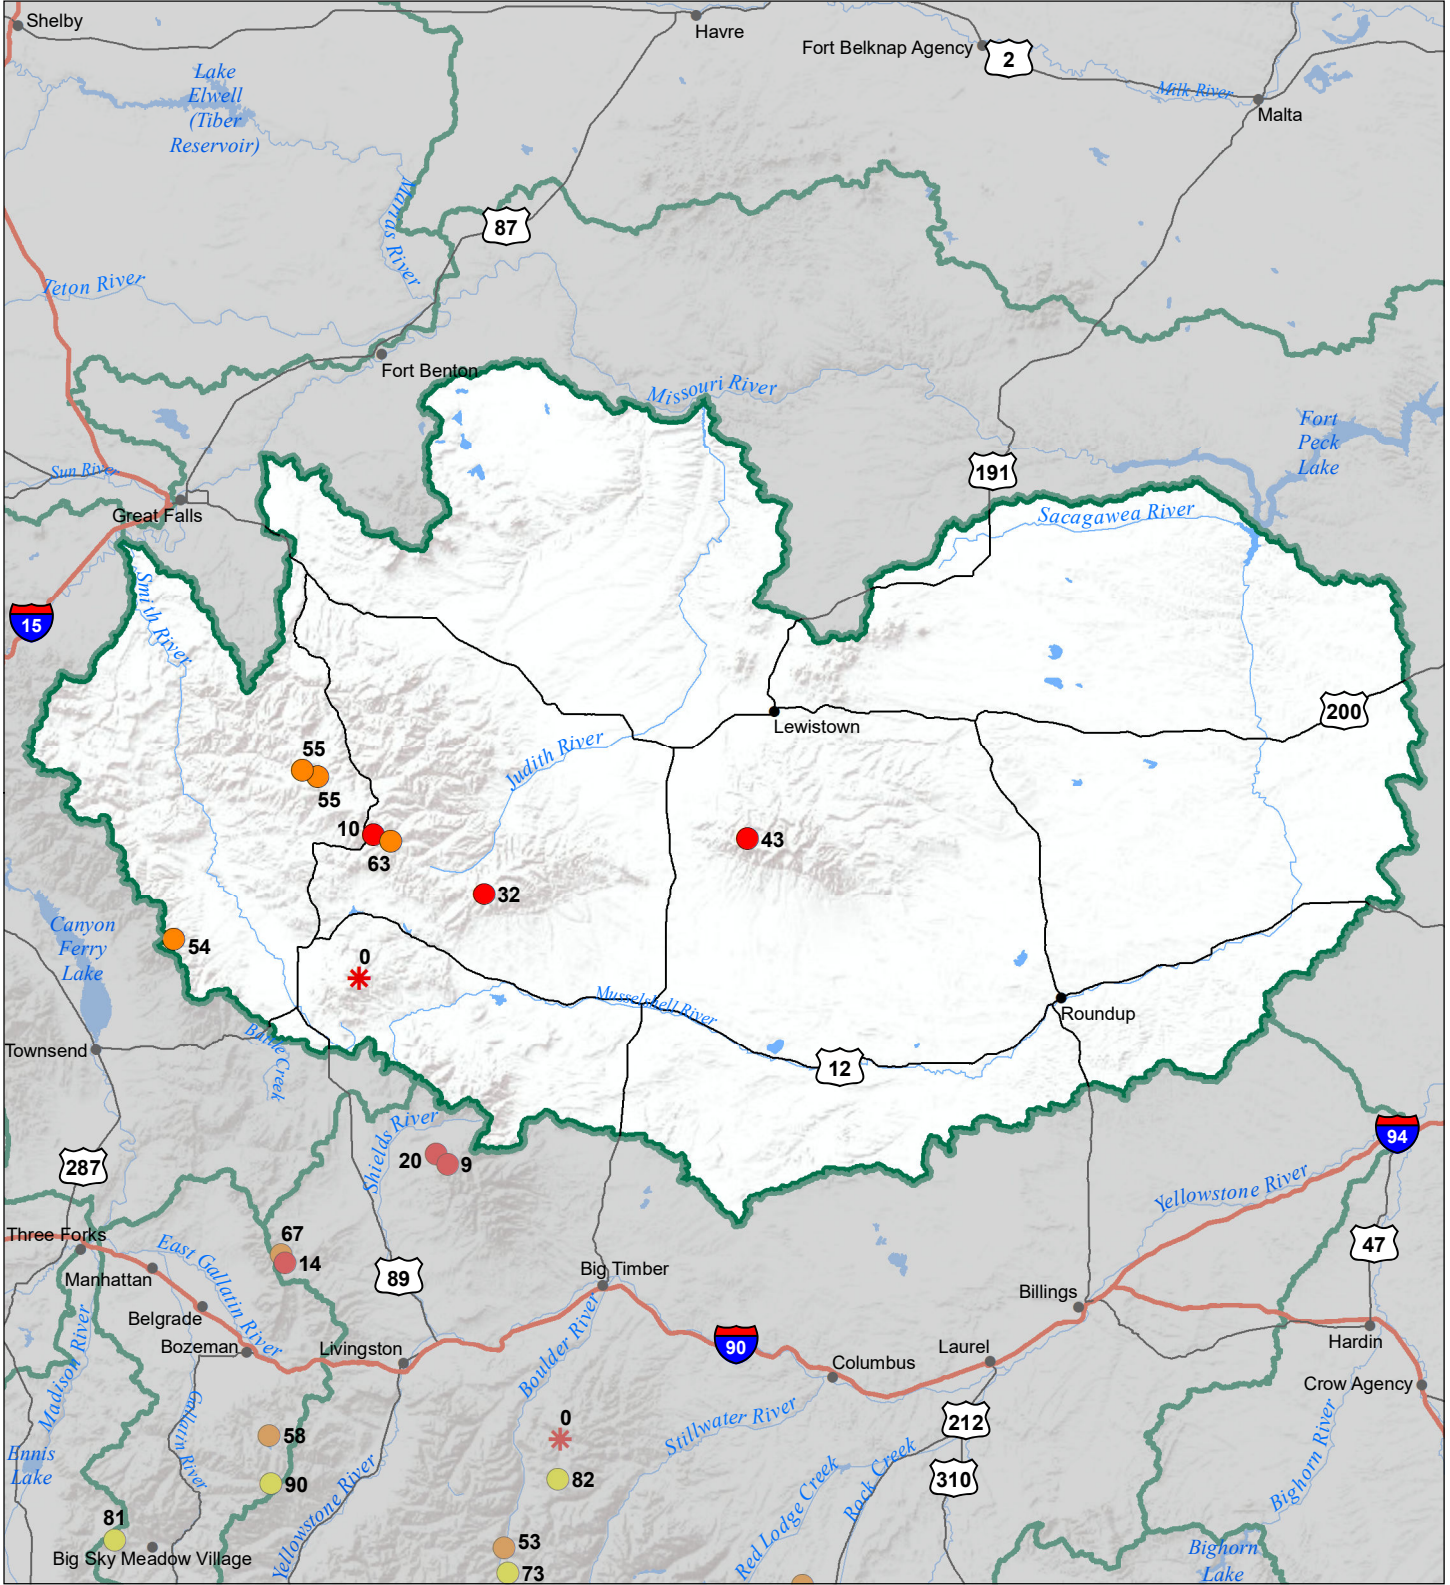 Shelby
Havre
Fort Belknap Agency
2
Milk River
Malta
Lake
Elwell
(Tiber
Reservoir)
Marias River
87
Teton River
Fort Benton
Missouri River
Fort
Peck
Lake
Sun River
191
Great Falls
Sacagawea River
Smith River
15
200
Lewistown
Judith River
55
55
10
63
43
32
54
Canyon
Ferry
Lake
0
Musselshell River
Roundup
Townsend
Battle Creek
12
94
287
Shields River
20
9
Yellowstone River
Three Forks
67
14
East Gallatin River
Manhattan
89
Big Timber
47
Billings
Belgrade
Bozeman
Livingston
90
Columbus
Laurel
Hardin
Crow Agency
Madison River
Gallatin River
Boulder River
Stillwater River
0
212
58
82
310
90
Ennis
Lake
Yellowstone River
Red Lodge Creek
Rock Creek
Bighorn River
81
53
Big Sky Meadow Village
73
Bighorn
Lake